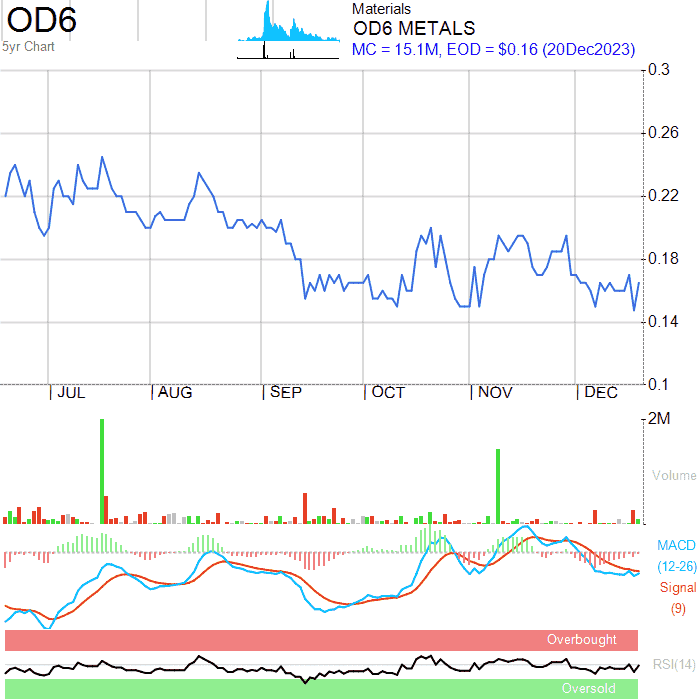 OD6
5yr Chart
Materials
OD6 METALS
MC = 15.1M, EOD = $0.16 (20Dec2023)
0.3
0.26
0.22
0.18
0.14
0.1
JUL AUG SEP OCT NOV DEC
2M
Volume
MACD
(12-26)
Signal
(9)
Overbought
RSI(14)
Oversold